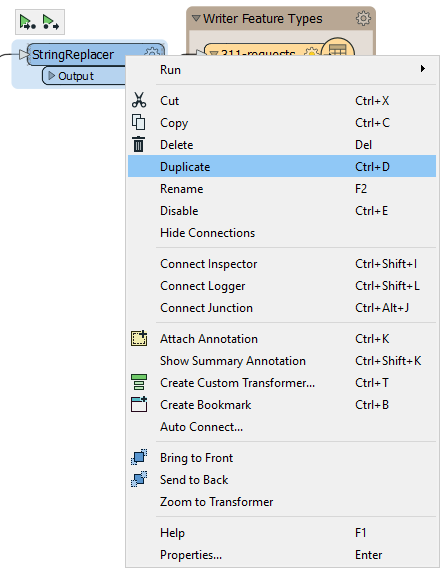 Writer Feature Types
StringReplacer
311-requests
Output
Run
Cut Ctrl+X
Copy Ctrl+C
Delete Del
Duplicate Ctrl+D
Rename F2
Disable Ctrl+E
Hide Connections
Connect Inspector Ctrl+Shift+I
Connect Logger Ctrl+Shift+L
Connect Junction Ctrl+Alt+J
Attach Annotation Ctrl+K
Show Summary Annotation Ctrl+Shift+K
Create Custom Transformer... Ctrl+T
Create Bookmark Ctrl+B
Auto Connect...
Bring to Front
Send to Back
Zoom to Transformer
Help F1
Properties... Enter